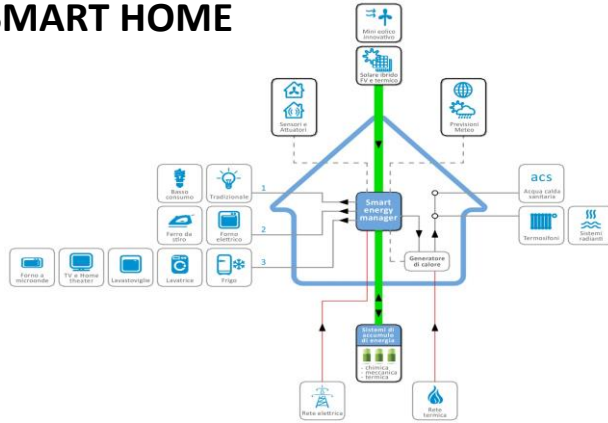 SMART HOME
Mini eolico
innovativo
Solare ibrido
FV e termico
Sensori e
Attuatori
Previsioni
Meteo
Basso
consumo
Tradizionale
1
Smart
energy
manager
acs
Acqua calda
sanitaria
Ferro da
stiro
Forno
elettrico
2
Termosifoni
Sistemi
radianti
Forno a
microonde
TV e Home
theater
Lavastoviglie
Lavatrice
Frigo
3
Generatore
di calore
Sistemi di
accumulo
di energia
- chimica
- meccanica
- termica
Rete elettrica
Rete
termica